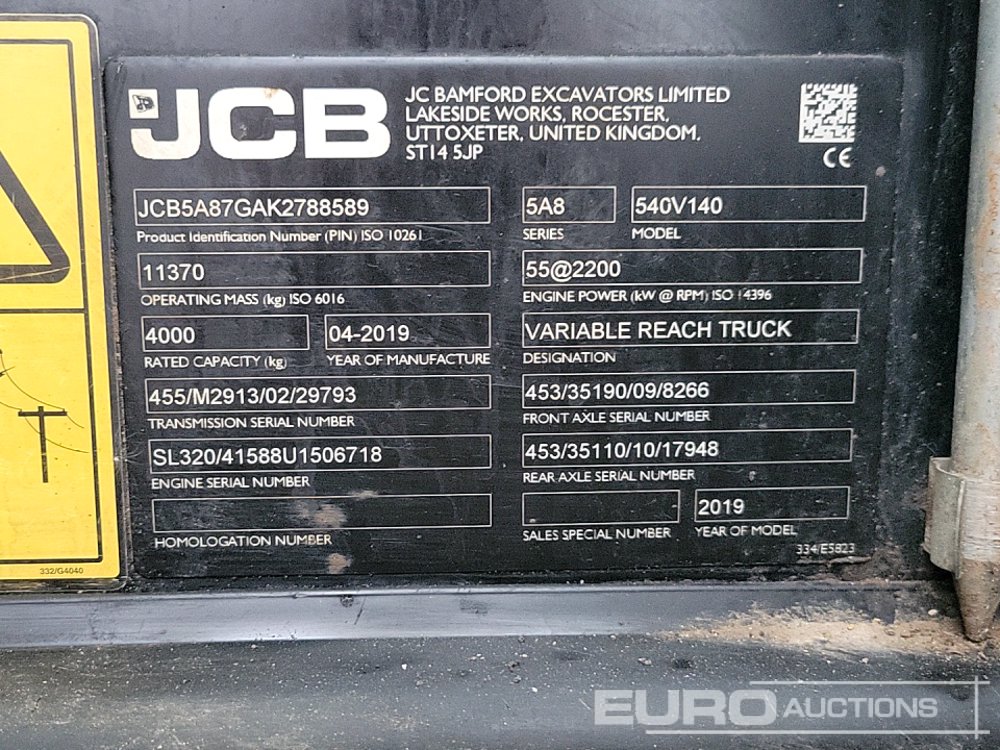 JCB
JC BAMFORD EXCAVATORS LIMITED
LAKESIDE WORKS, ROCESTER,
UTTOXETER, UNITED KINGDOM,
ST14 5JP
CE
JCB5A87GAK2788589
Product Identification Number (PIN) ISO 10261
5A8
SERIES
540V140
MODEL
11370
OPERATING MASS (kg) ISO 6016
55@2200
ENGINE POWER (kW @ RPM) ISO 14396
4000
RATED CAPACITY (kg)
04-2019
YEAR OF MANUFACTURE
VARIABLE REACH TRUCK
DESIGNATION
455/M2913/02/29793
TRANSMISSION SERIAL NUMBER
453/35190/09/8266
FRONT AXLE SERIAL NUMBER
SL320/41588U1506718
ENGINE SERIAL NUMBER
453/35110/10/17948
REAR AXLE SERIAL NUMBER
HOMOLOGATION NUMBER
SALES SPECIAL NUMBER
2019
YEAR OF MODEL
334/E5823
332/G4040
EURO AUCTIONS